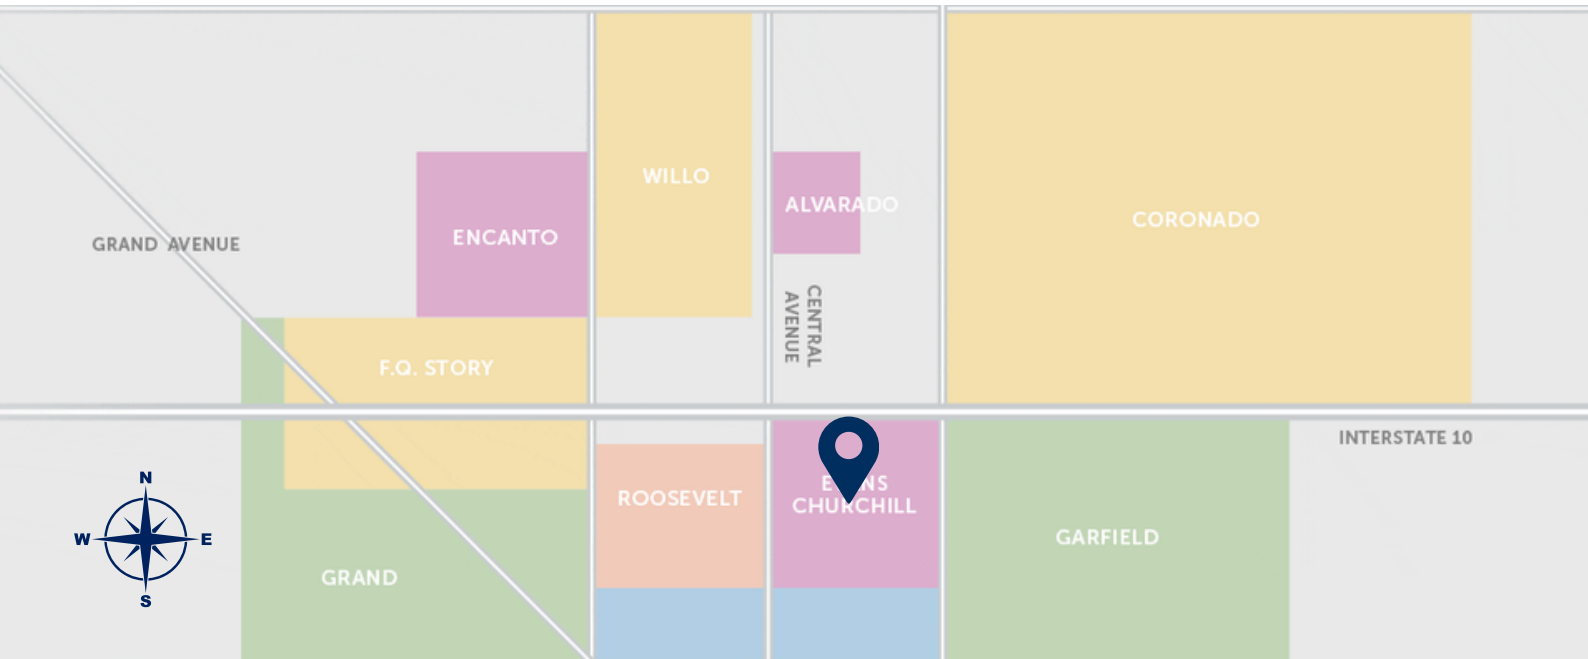 WILLO
ALVARADO
CORONADO
ENCANTO
GRAND AVENUE
CENTRAL
AVENUE
F.Q. STORY
INTERSTATE 10
ROOSEVELT
CHURCHILL
GARFIELD
GRAND
N
W
E
S